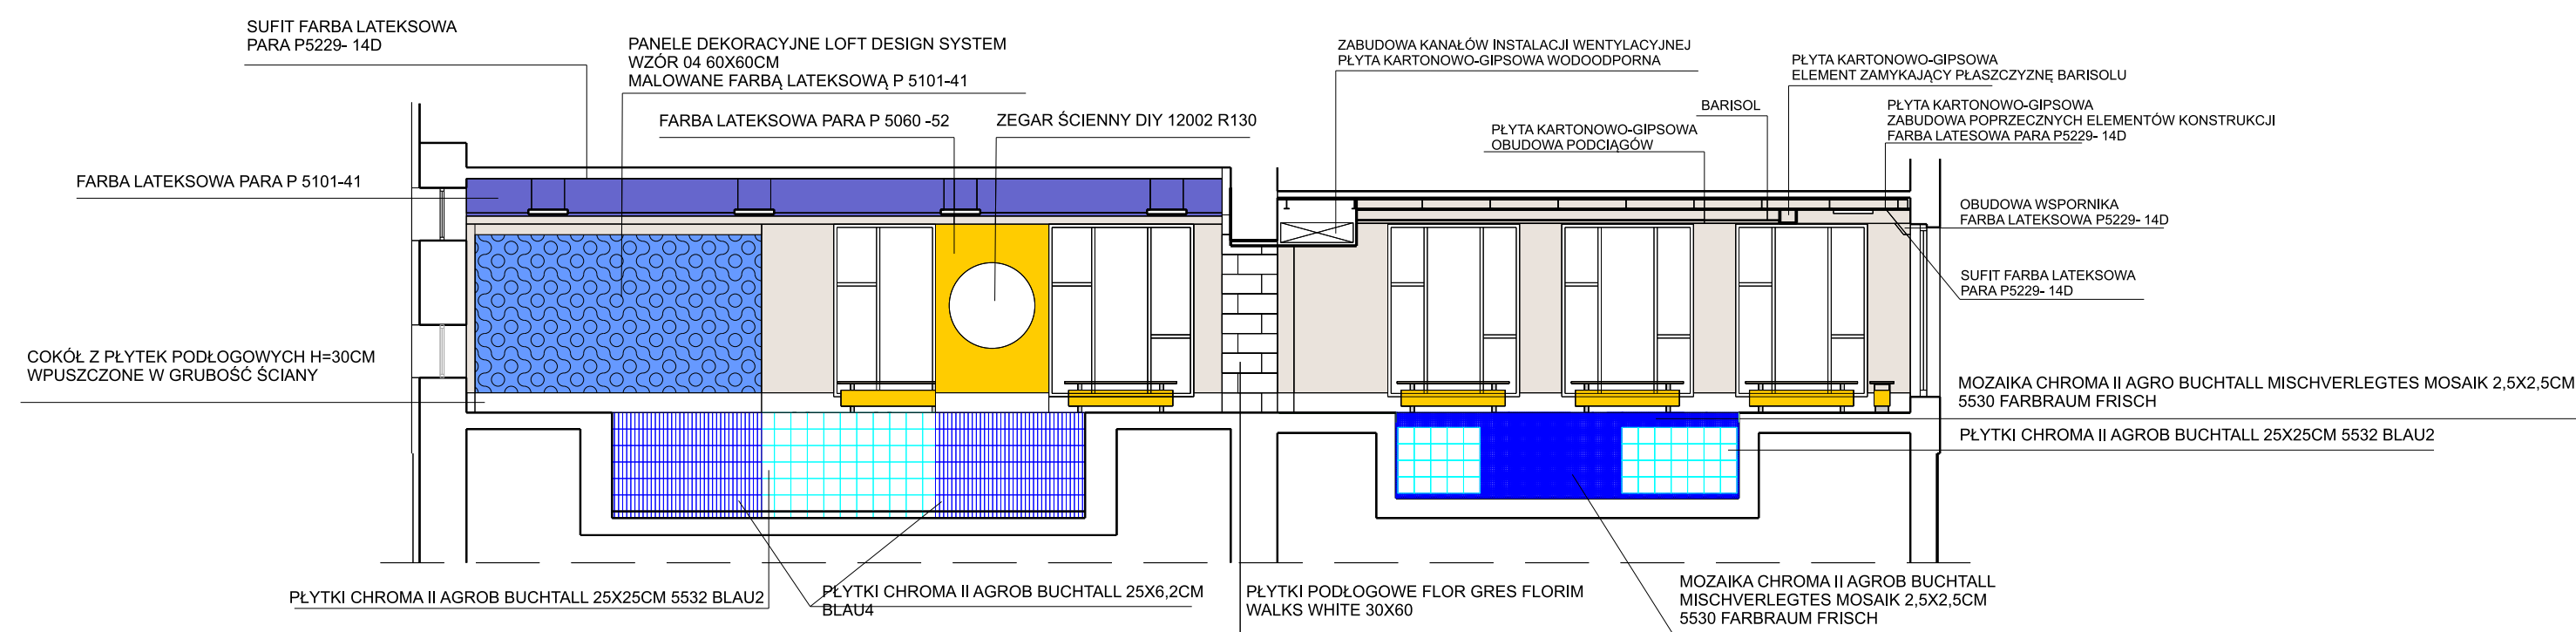 SUFIT FARBA LATEKSOWA
PARA P5229- 14D
PANELE DEKORACYJNE LOFT DESIGN SYSTEM
WZÓR 04 60X60CM
MALOWANE FARBĄ LATEKSOWĄ P 5101-41
FARBA LATEKSOWA PARA P 5060 -52
ZEGAR ŚCIENNY DIY 12002 R130
ZABUDOWA KANAŁÓW INSTALACJI WENTYLACYJNEJ
PŁYTA KARTONOWO-GIPSOWA WODOODPORNA
PŁYTA KARTONOWO-GIPSOWA
ELEMENT ZAMYKAJĄCY PŁASZCZYZNĘ BARISOLU
BARISOL
PŁYTA KARTONOWO-GIPSOWA
OBUDOWA PODCIĄGÓW
PŁYTA KARTONOWO-GIPSOWA
ZABUDOWA POPRZECZNYCH ELEMENTÓW KONSTRUKCJI
FARBA LATESOWA PARA P5229- 14D
FARBA LATEKSOWA PARA P 5101-41
OBUDOWA WSPORNIKA
FARBA LATEKSOWA P5229- 14D
SUFIT FARBA LATEKSOWA
PARA P5229- 14D
COKÓŁ Z PŁYTEK PODŁOGOWYCH H=30CM
WPUSZCZONE W GRUBOŚĆ ŚCIANY
MOZAIKA CHROMA II AGRO BUCHTALL MISCHVERLEGTES MOSAIK 2,5X2,5CM
5530 FARBRAUM FRISCH
PŁYTKI CHROMA II AGROB BUCHTALL 25X25CM 5532 BLAU2
PŁYTKI CHROMA II AGROB BUCHTALL 25X25CM 5532 BLAU2
PŁYTKI CHROMA II AGROB BUCHTALL 25X6,2CM
BLAU4
PŁYTKI PODŁOGOWE FLOR GRES FLORIM
WALKS WHITE 30X60
MOZAIKA CHROMA II AGROB BUCHTALL
MISCHVERLEGTES MOSAIK 2,5X2,5CM
5530 FARBRAUM FRISCH